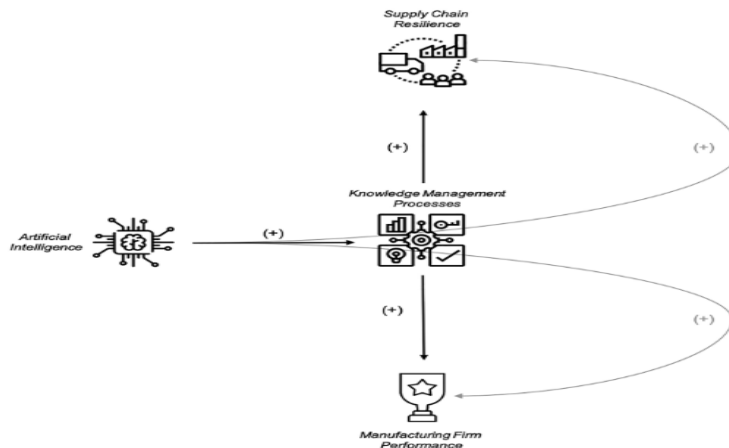 Supply Chain
Resilience
(+)
(+)
Knowledge Management
Processes
Artificial
Intelligence
(+)
(+)
(+)
Manufacturing Firm
Performance